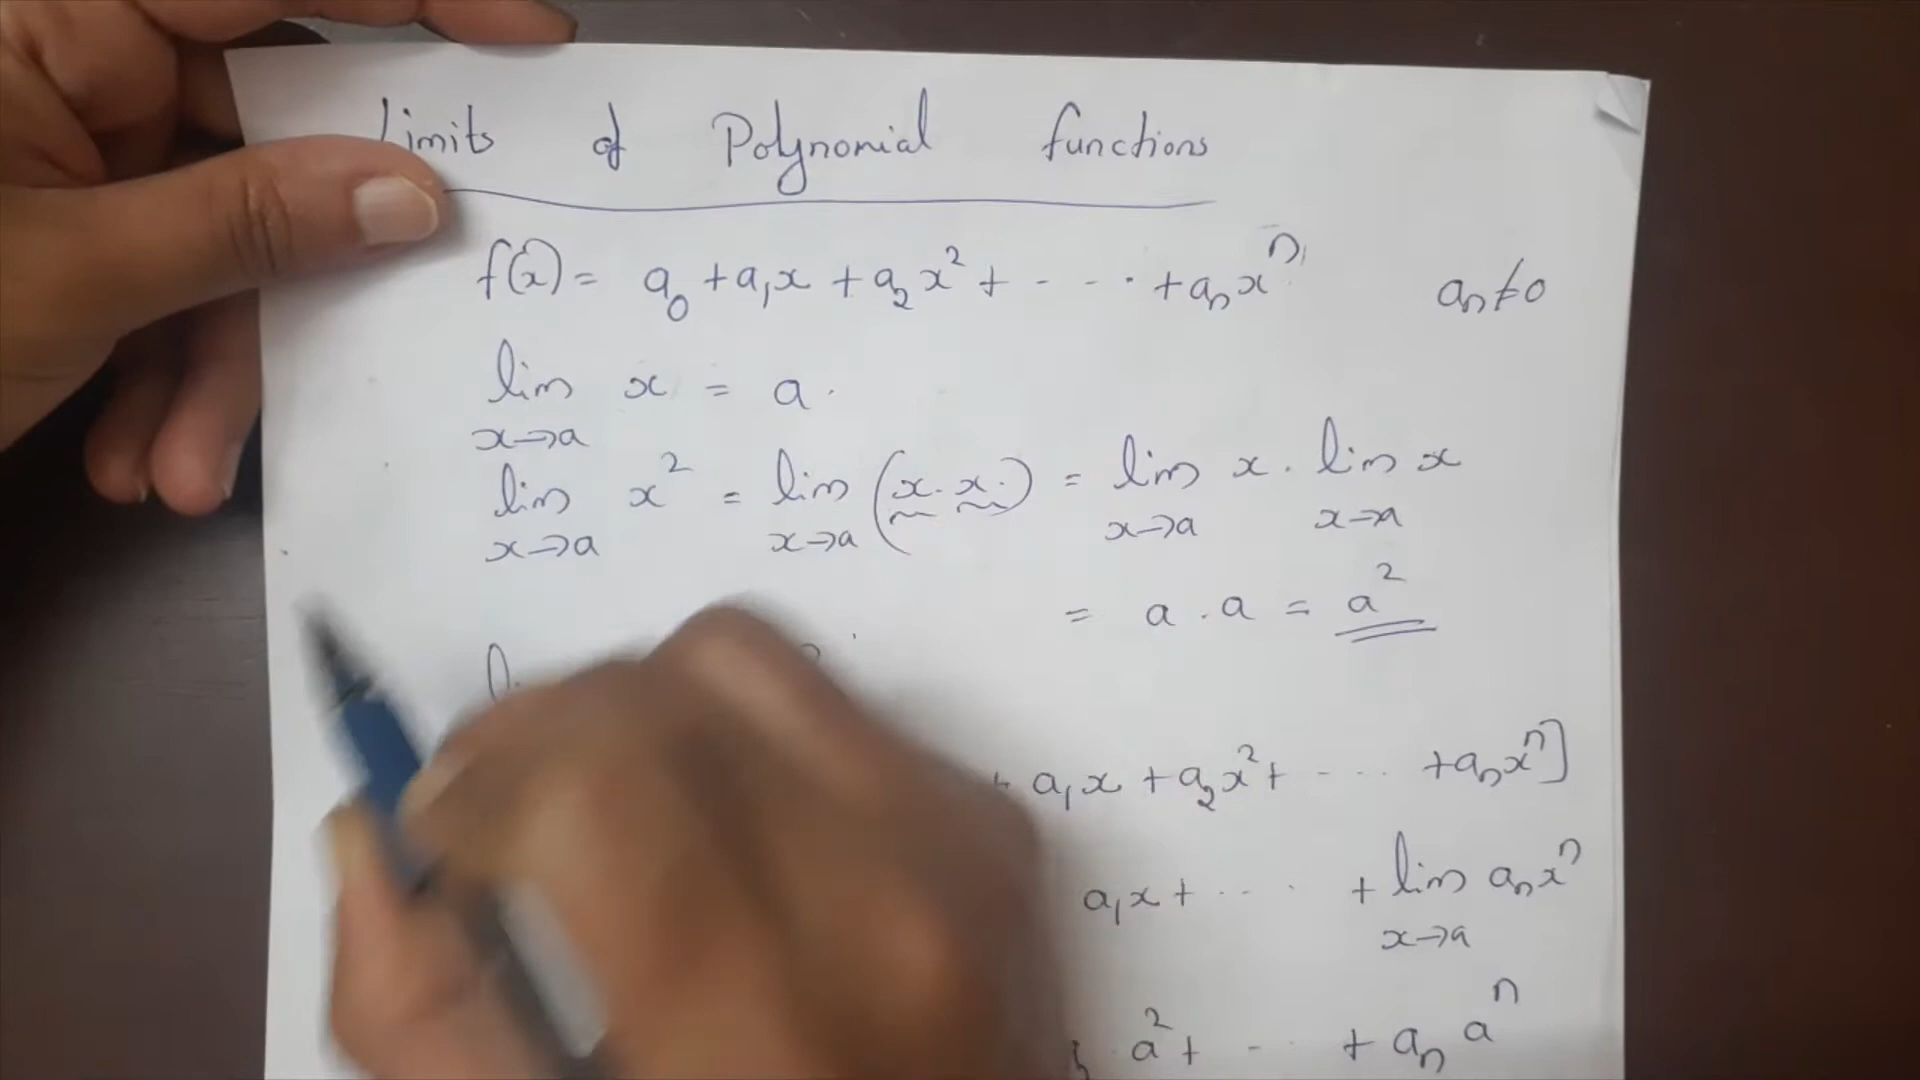 Limits of Polynomial functions
f(x) = a₀ + a₁x + a₂x² + - - · · + aₙxⁿ aₙ ≠ 0
lim x = a .
x→a
lim x² = lim (x . x .) = lim x . lim x
x→a x→a x→a x→a
= a . a = a²
+ a₁x + a₂x² + - · · · + aₙxⁿ]
a₁x + - · · · + lim aₙxⁿ
x→a
a² + - · · + aₙ aⁿ